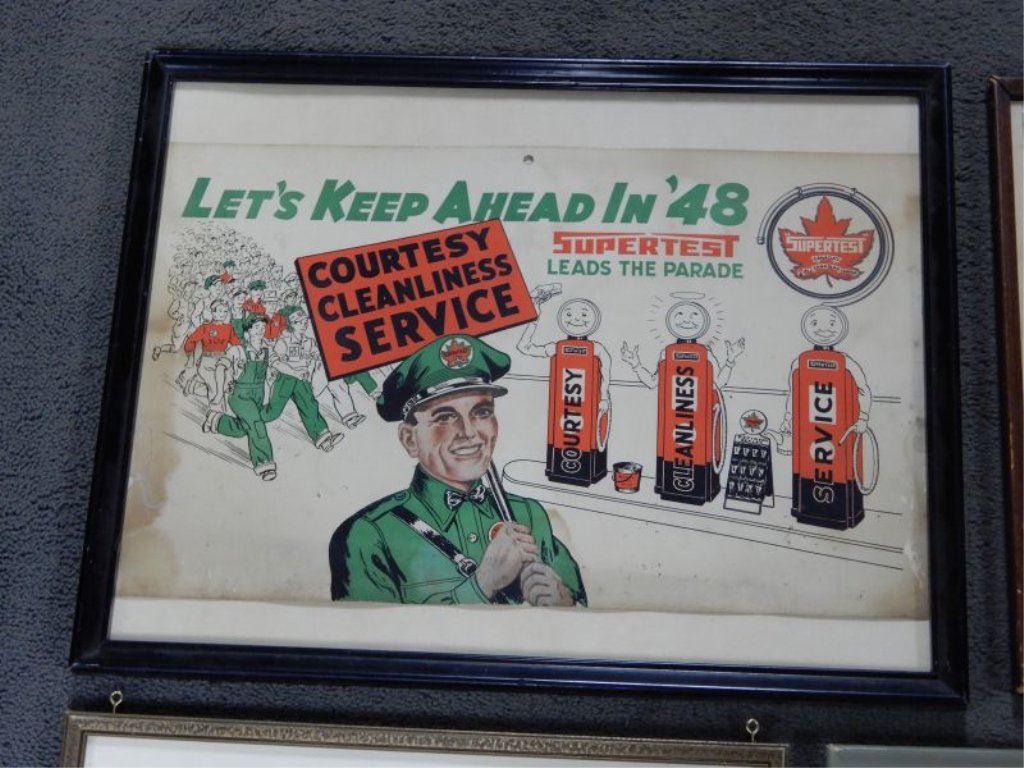 LET'S KEEP AHEAD IN '48
SUPERTEST
LEADS THE PARADE
SUPERTEST
COURTESY
CLEANLINESS
SERVICE
COURTESY
CLEANLINESS
SERVICE